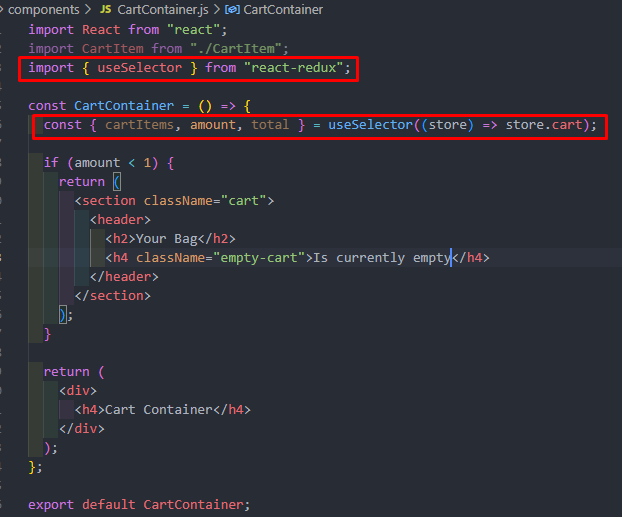 components > JS CartContainer.js > CartContainer
import React from "react";
import CartItem from "./CartItem";
import { useSelector } from "react-redux";
const CartContainer = () => {
const { cartItems, amount, total } = useSelector((store) => store.cart);
if (amount < 1) {
return (
<section className="cart">
<header>
<h2>Your Bag</h2>
<h4 className="empty-cart">Is currently empty</h4>
</header>
</section>
);
}
return (
<div>
<h4>Cart Container</h4>
</div>
);
};
export default CartContainer;